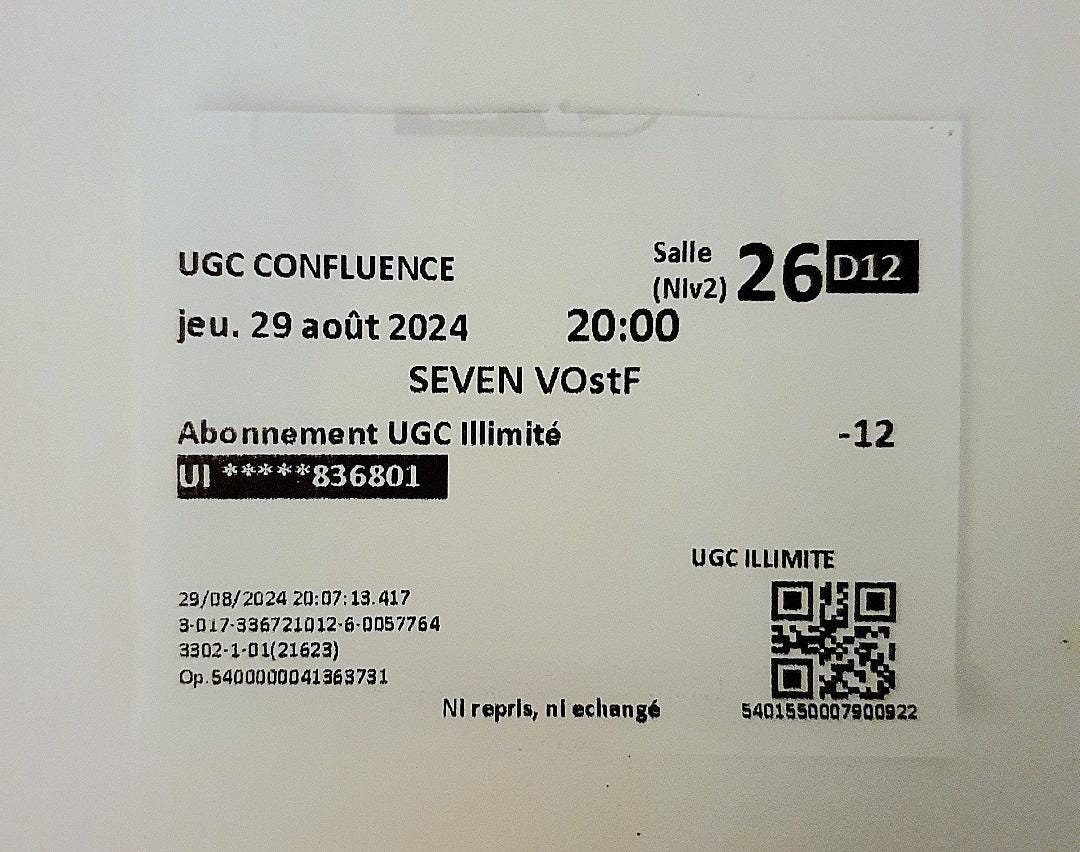 UGC CONFLUENCE
Salle
(Niv2)
26
D12
jeu. 29 août 2024 20:00
SEVEN VOstF
Abonnement UGC Illimité -12
UI *****836801
UGC ILLIMITE
29/08/2024 20:07:13.417
3-017-336721012-6-0057764
3302-1-01(21623)
Op.5400000041363731
Ni repris, ni echangé
5401550007900922